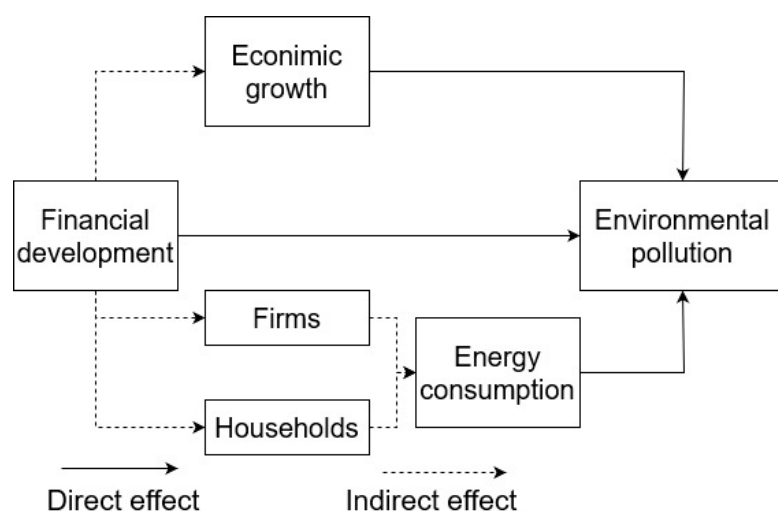 Econimic
growth
Financial
development
Environmental
pollution
Firms
Energy
consumption
Households
Direct effect
Indirect effect